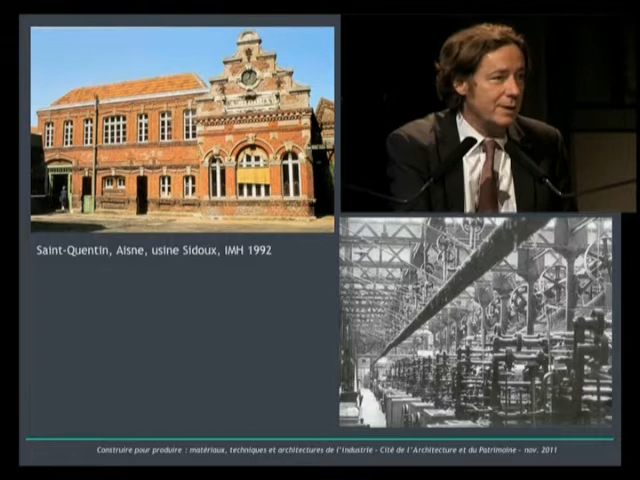 Saint-Quentin, Aisne, usine Sidoux, IMH 1992
Construire pour produire : matériaux, techniques et architectures de l'industrie - Cité de l'Architecture et du Patrimoine - nov. 2011